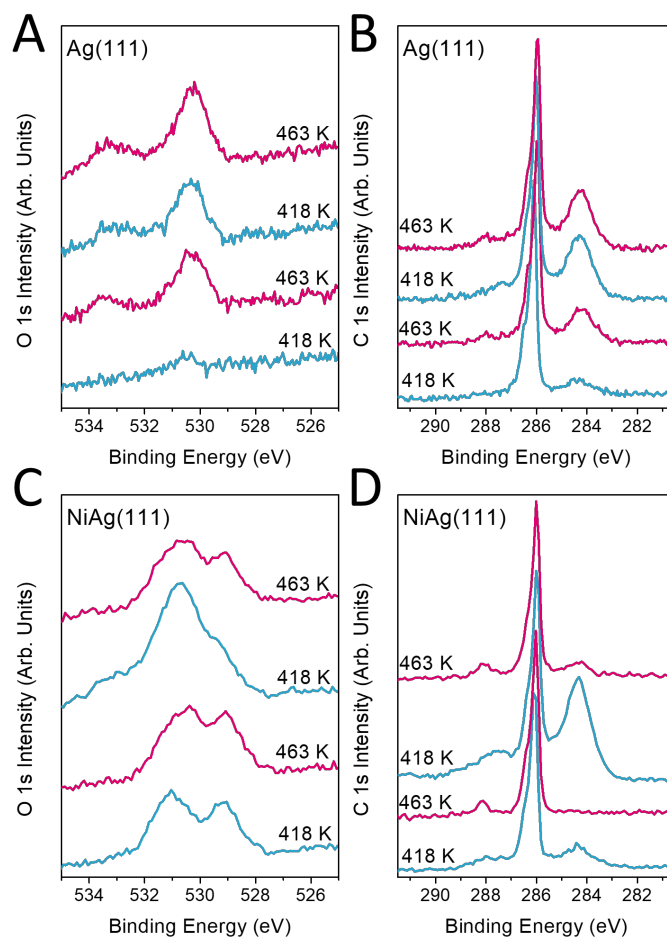 A
Ag(111)
O 1s Intensity (Arb. Units)
463 K
418 K
463 K
418 K
534 532 530 528 526
Binding Energy (eV)
B
Ag(111)
C 1s Intensity (Arb. Units)
463 K
418 K
463 K
418 K
290 288 286 284 282
Binding Energry (eV)
C
NiAg(111)
O 1s Intensity (Arb. Units)
463 K
418 K
463 K
418 K
534 532 530 528 526
Binding Energy (eV)
D
NiAg(111)
C 1s Intensity (Arb. Units)
463 K
418 K
463 K
418 K
290 288 286 284 282
Binding Energy (eV)